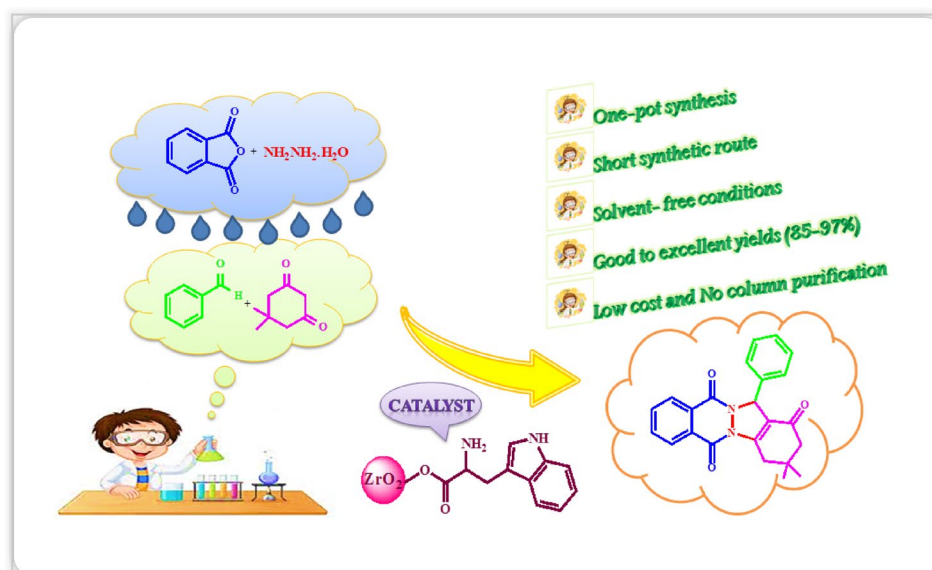 O
O
O
+ NH2NH2.H2O
One-pot synthesis
Short synthetic route
Solvent- free conditions
Good to excellent yields (85-97%)
Low cost and No column purification
O
H
+
O
O
CATALYST
ZrO2
O
O
NH2
NH
O
N
N
O
O